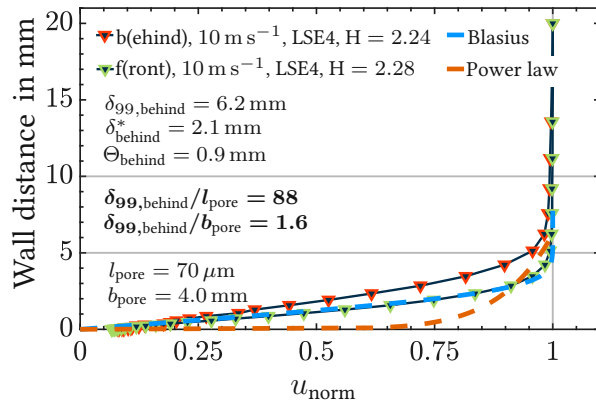 20
15
10
5
0
Wall distance in mm
b(ehind), 10 m s⁻¹, LSE4, H = 2.24
f(ront), 10 m s⁻¹, LSE4, H = 2.28
Blasius
Power law
δ99,behind = 6.2 mm
δ*behind = 2.1 mm
Θbehind = 0.9 mm
δ99,behind/lpore = 88
δ99,behind/bpore = 1.6
lpore = 70 μm
bpore = 4.0 mm
0
0.25
0.5
0.75
1
unorm